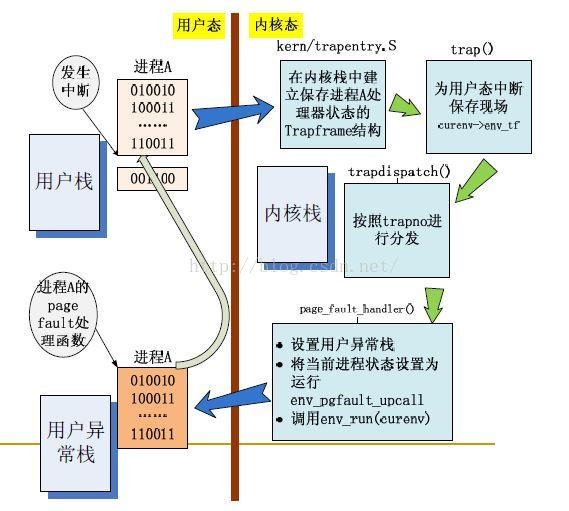 用户态
内核态
发生
中断
进程A
010010
100011
……
110011
001100
用户栈
kern/trapentry.S
在内核栈中建
立保存进程A处
理器状态的
Trapframe结构
trap()
为用户态中断
保存现场
curenv->env_tf
trapdispatch()
内核栈
按照trapno进
行分发
http://blog.csdn.net/
进程A的
page
fault处
理函数
进程A
010010
100011
……
110011
用户异
常栈
page_fault_handler()
• 设置用户异常栈
• 将当前进程状态设置为
运行
env_pgfault_upcall
• 调用env_run(curenv)